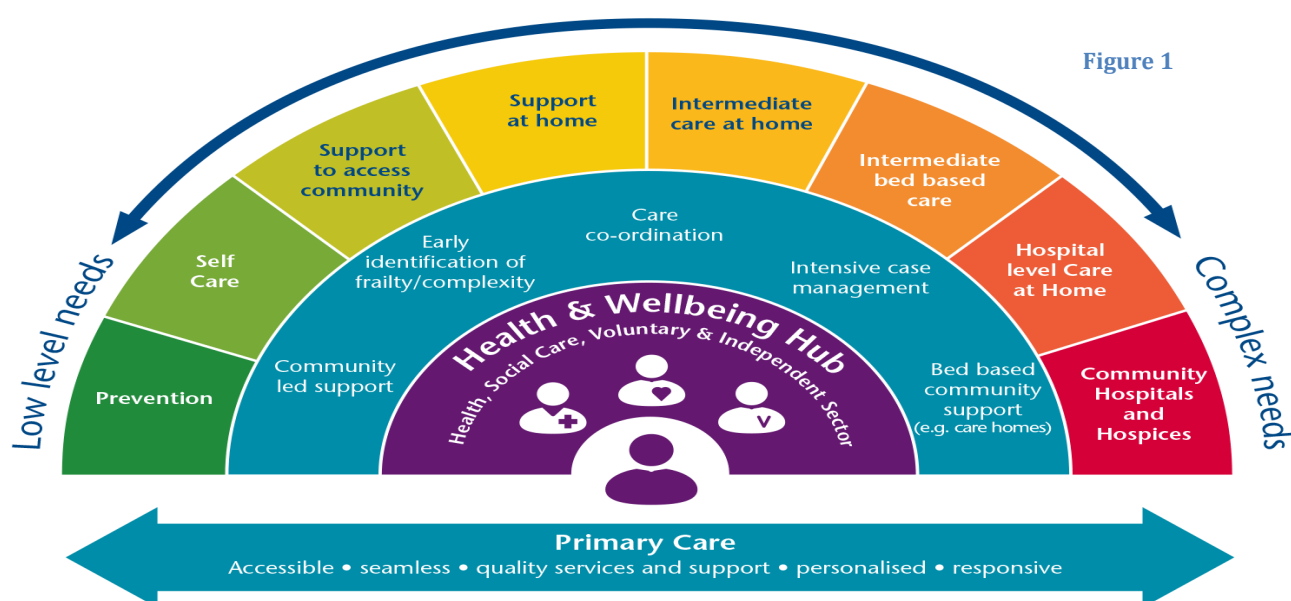 Figure 1
Low level needs
Complex needs
Prevention
Self
Care
Support
to access
community
Support
at home
Intermediate
care at home
Intermediate
bed based
care
Hospital
level Care
at Home
Community
Hospitals
and
Hospices
Community
led support
Early
identification of
frailty/complexity
Care
co-ordination
Intensive case
management
Bed based
community
support
(e.g. care homes)
Health & Wellbeing Hub
Health, Social Care, Voluntary & Independent Sector
V
Primary Care
Accessible • seamless • quality services and support • personalised • responsive